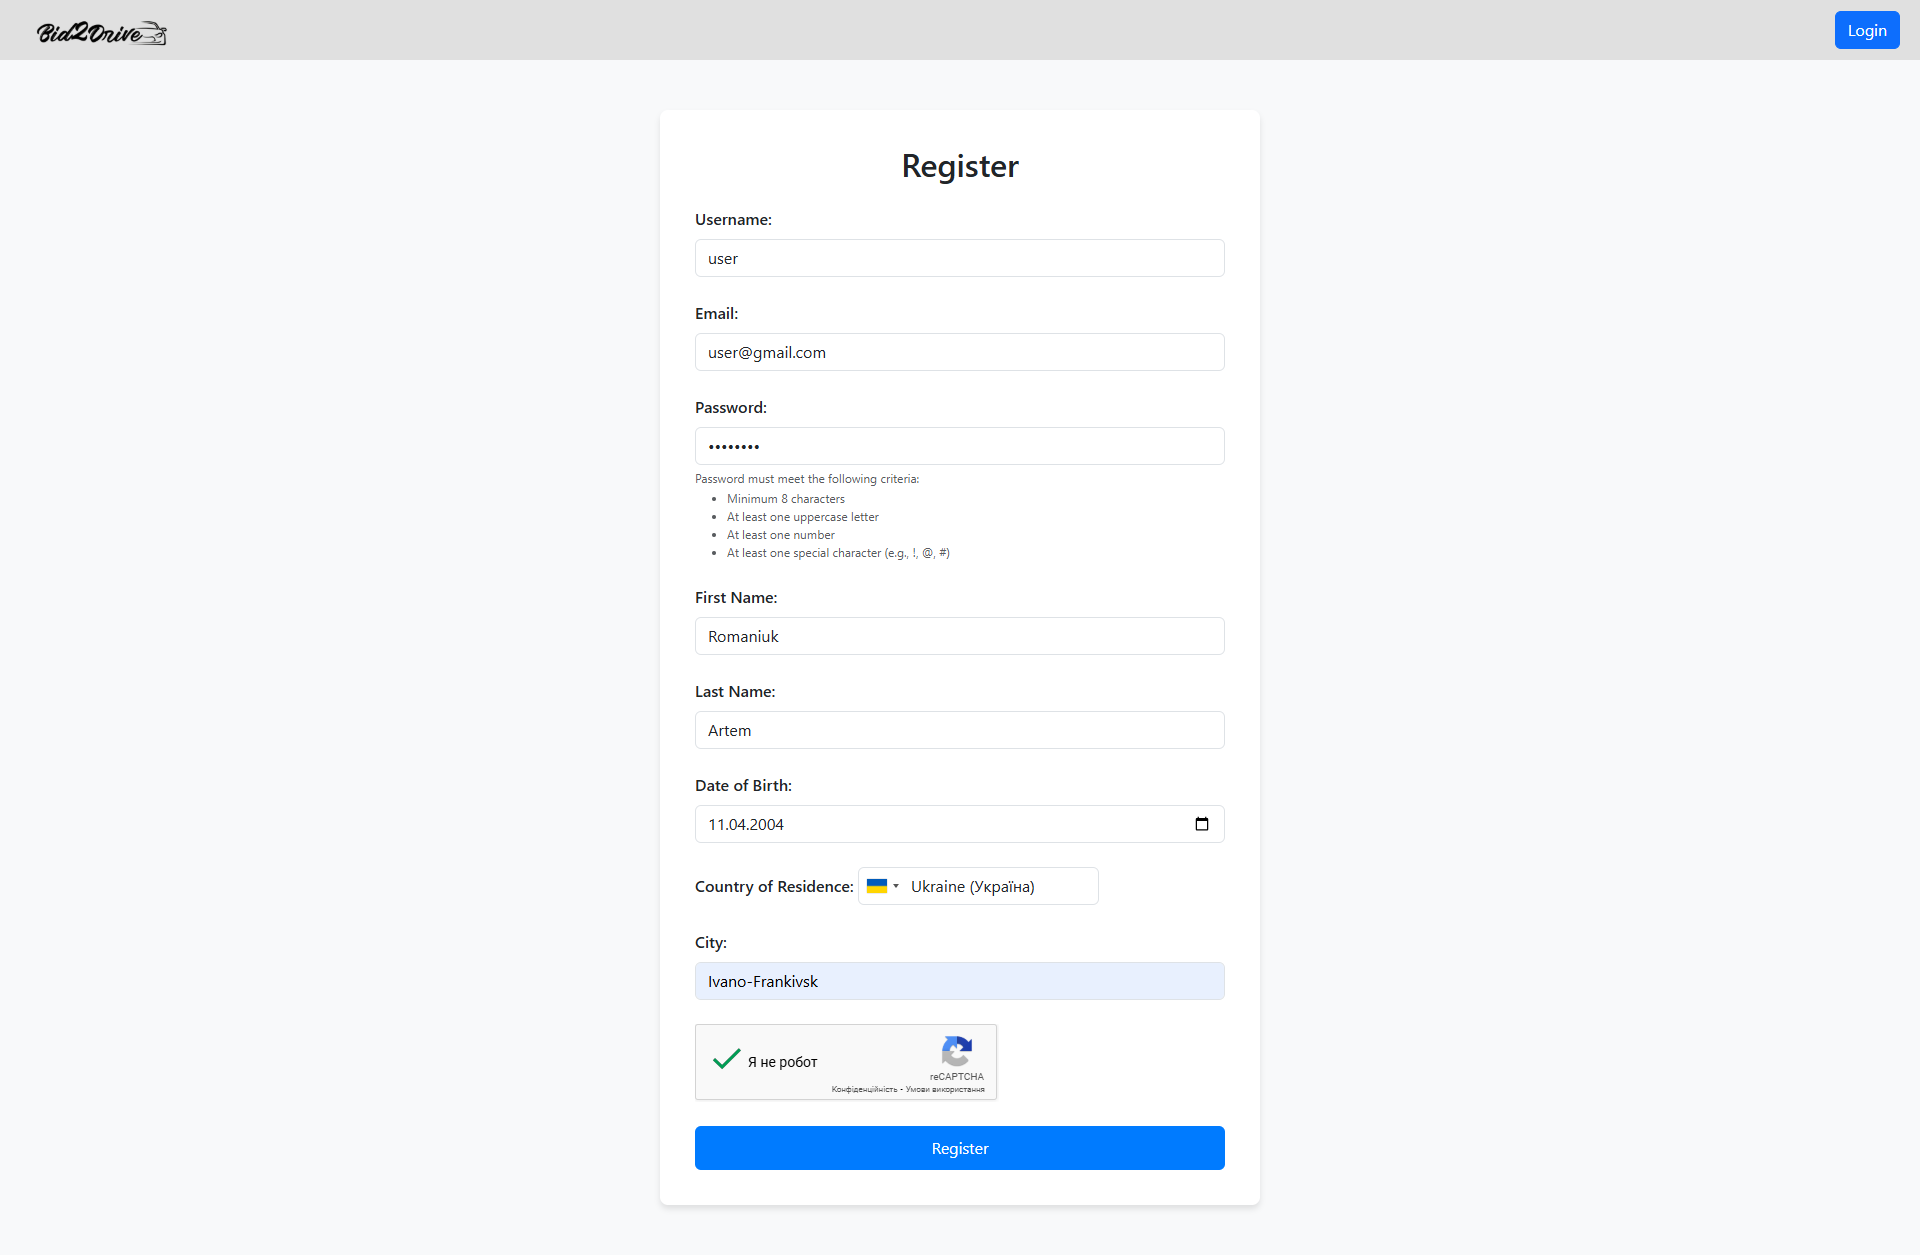 Bid2Drive
Login
Register
Username:
user
Email:
user@gmail.com
Password:
••••••••
Password must meet the following criteria:
• Minimum 8 characters
• At least one uppercase letter
• At least one number
• At least one special character (e.g., !, @, #)
First Name:
Romaniuk
Last Name:
Artem
Date of Birth:
11.04.2004
Country of Residence: Ukraine (Україна)
City:
Ivano-Frankivsk
Я не робот
reCAPTCHA
Конфіденційність - Умови використання
Register